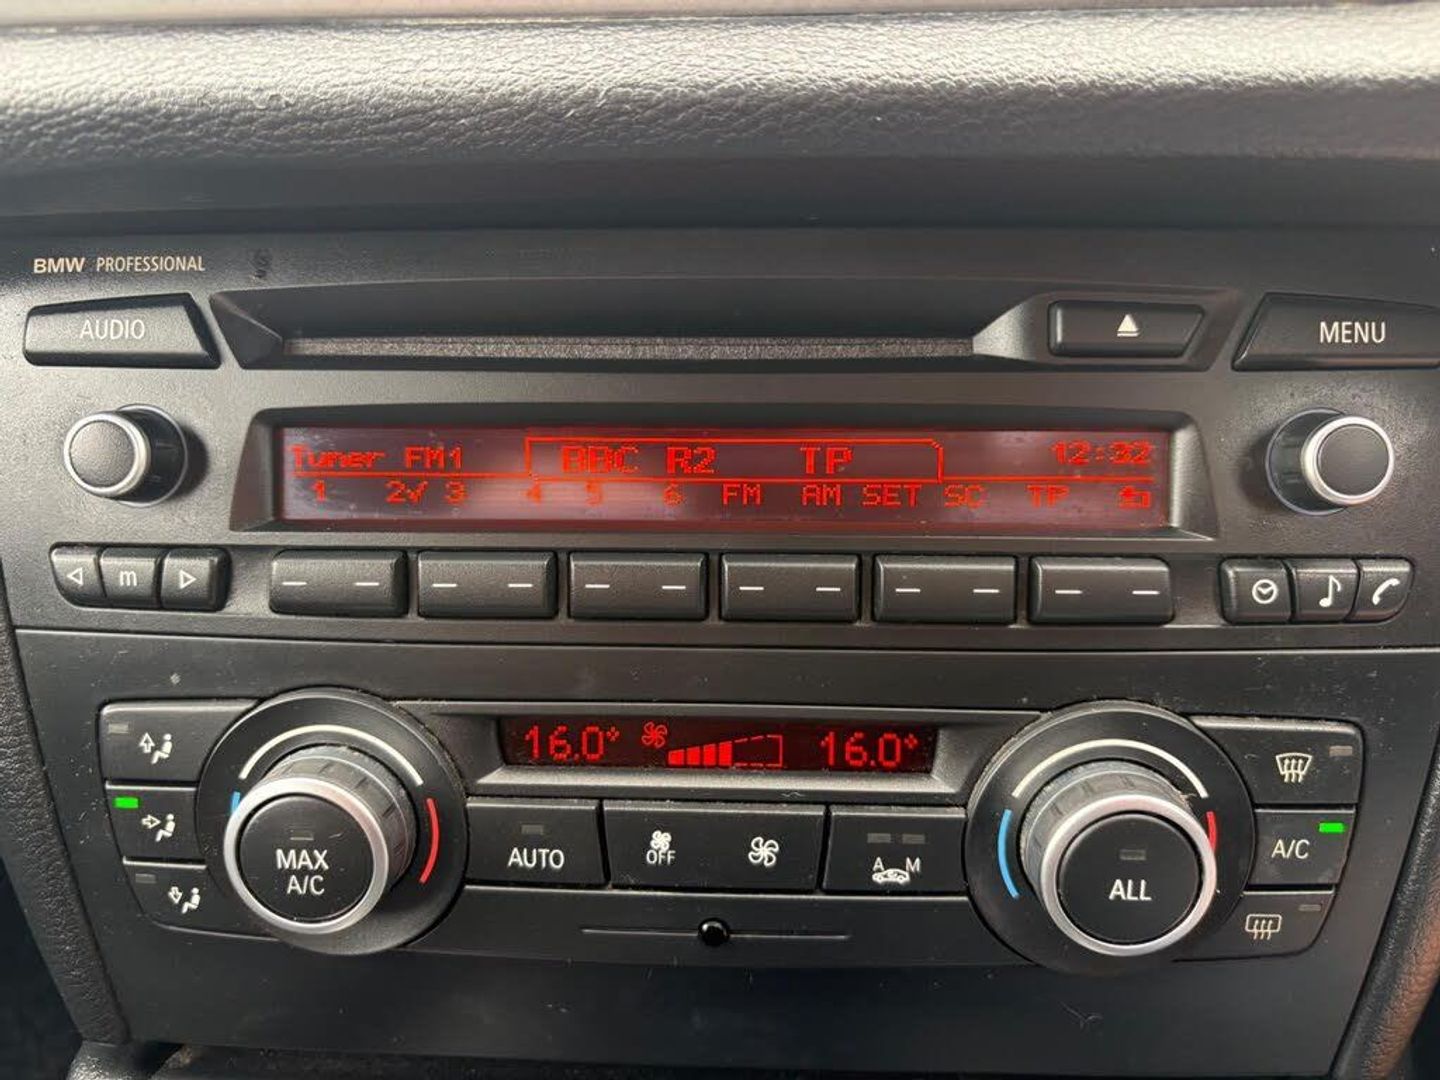 BMW PROFESSIONAL
AUDIO
MENU
Tuner FM1 BBC R2 TP 12:32
1 2√ 3 4 5 6 FM AM SET SC TP
m
16.0° 16.0°
MAX A/C
AUTO
OFF
A M
ALL
A/C